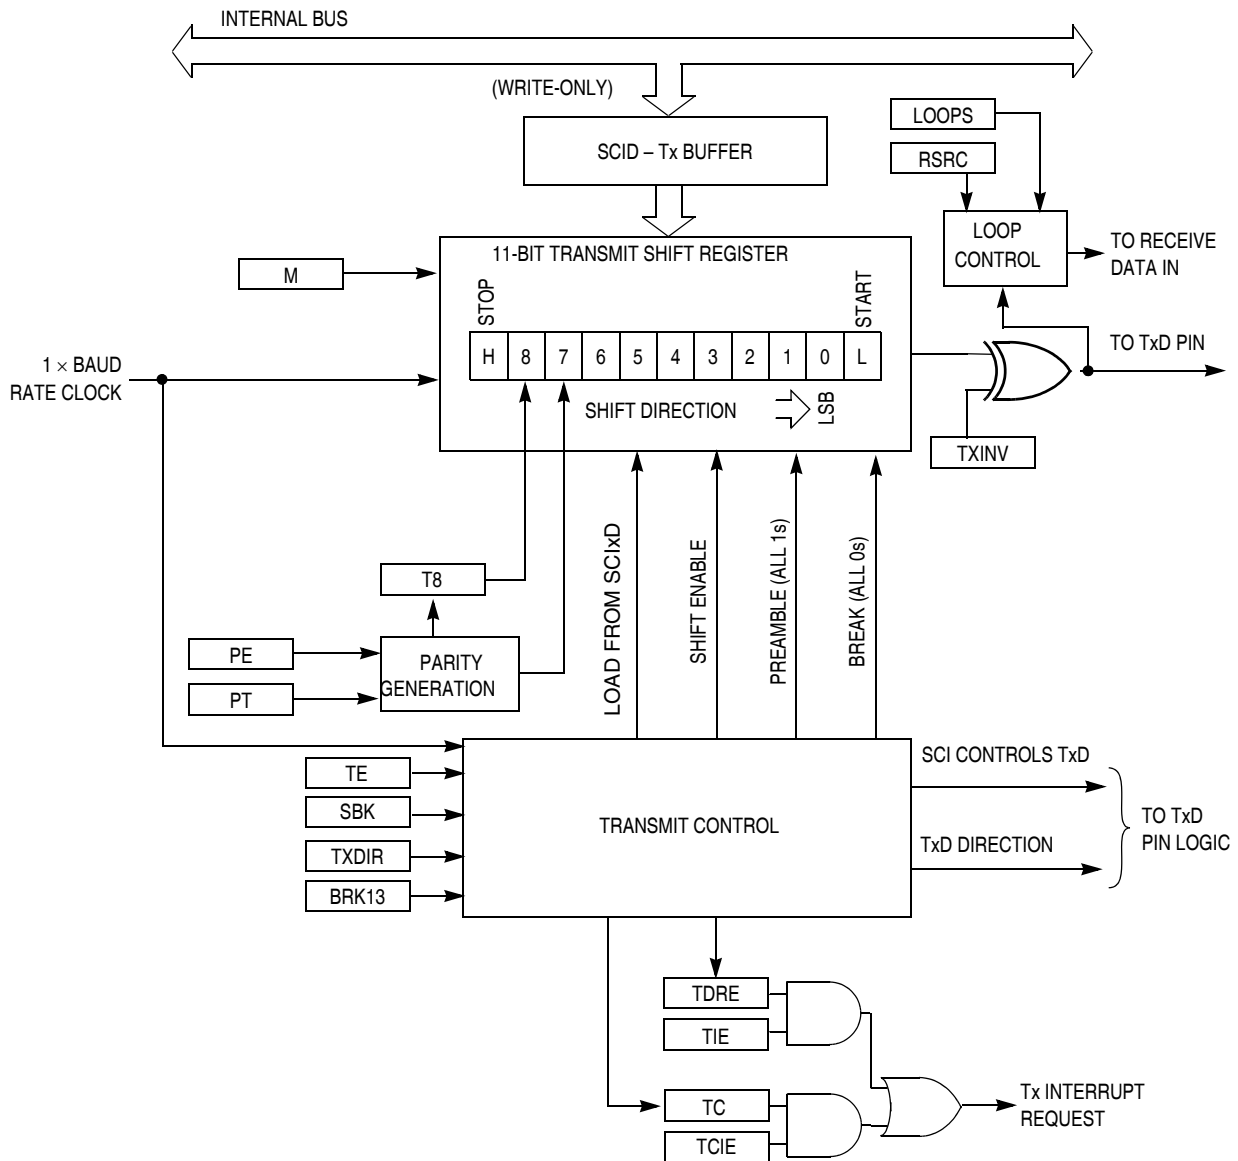 INTERNAL BUS
(WRITE-ONLY)
SCID – Tx BUFFER
LOOPS
RSRC
LOOP
CONTROL
TO RECEIVE
DATA IN
11-BIT TRANSMIT SHIFT REGISTER
M
STOP
START
H 8 7 6 5 4 3 2 1 0 L
1 × BAUD
RATE CLOCK
SHIFT DIRECTION
LSB
TO TxD PIN
TXINV
LOAD FROM SCIxD
SHIFT ENABLE
PREAMBLE (ALL 1s)
BREAK (ALL 0s)
T8
PE
PT
PARITY
GENERATION
TE
SBK
TXDIR
BRK13
TRANSMIT CONTROL
SCI CONTROLS TxD
TxD DIRECTION
TO TxD
PIN LOGIC
TDRE
TIE
TC
TCIE
Tx INTERRUPT
REQUEST